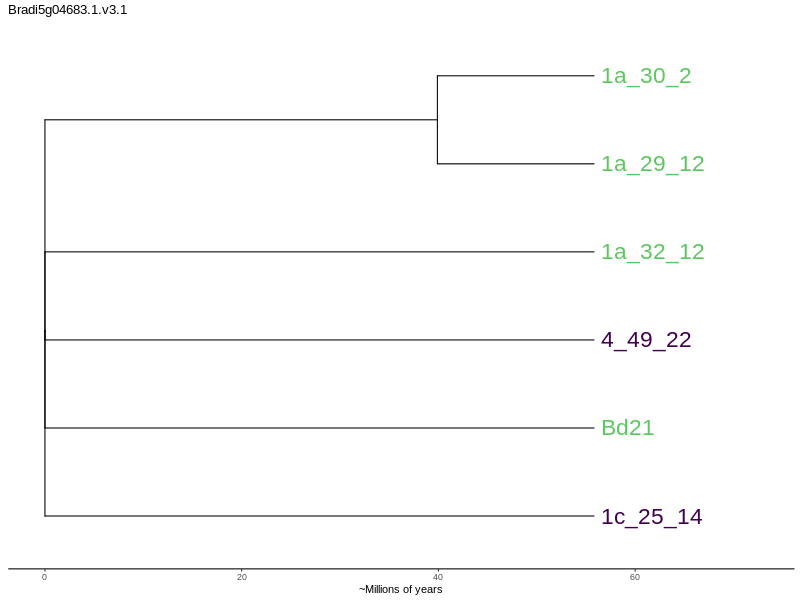 Bradi5g04683.1.v3.1
1a_30_2
1a_29_12
1a_32_12
4_49_22
Bd21
1c_25_14
0 20 40 60
~Millions of years